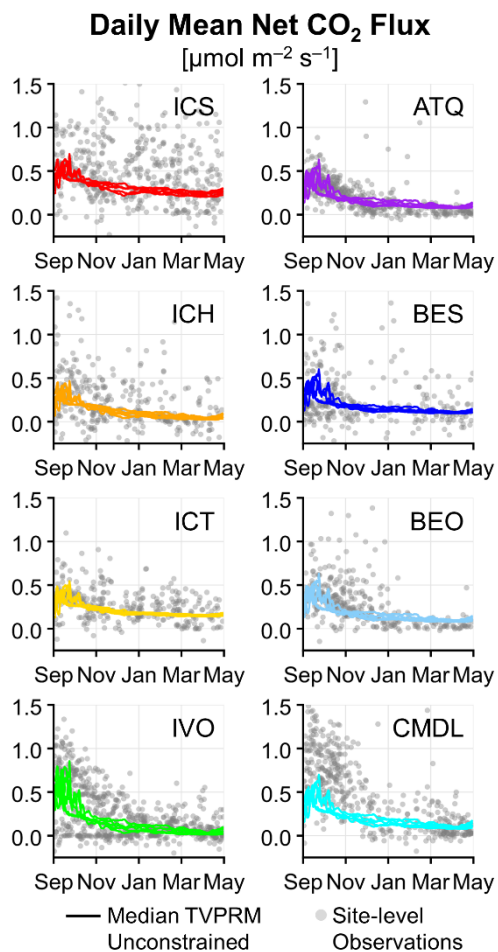 Daily Mean Net CO₂ Flux
[μmol m⁻² s⁻¹]
1.5
1.0
0.5
0.0
ICS
Sep Nov Jan Mar May
1.5
1.0
0.5
0.0
ATQ
Sep Nov Jan Mar May
1.5
1.0
0.5
0.0
ICH
Sep Nov Jan Mar May
1.5
1.0
0.5
0.0
BES
Sep Nov Jan Mar May
1.5
1.0
0.5
0.0
ICT
Sep Nov Jan Mar May
1.5
1.0
0.5
0.0
BEO
Sep Nov Jan Mar May
1.5
1.0
0.5
0.0
IVO
Sep Nov Jan Mar May
1.5
1.0
0.5
0.0
CMDL
Sep Nov Jan Mar May
Median TVPRM
Unconstrained
Site-level
Observations